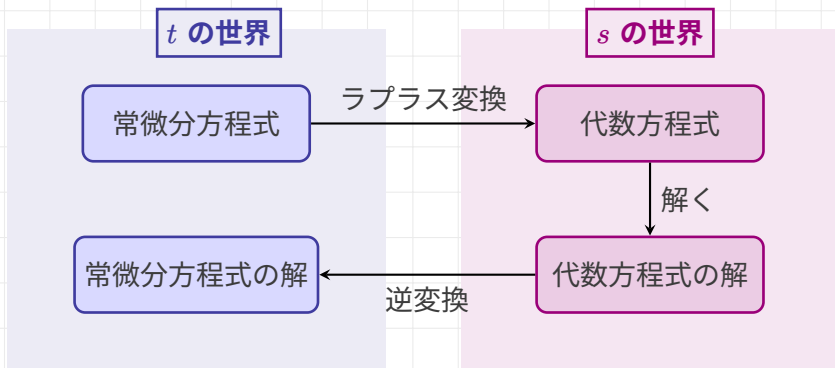 t の世界
s の世界
ラプラス変換
常微分方程式
代数方程式
解く
常微分方程式の解
代数方程式の解
逆変換